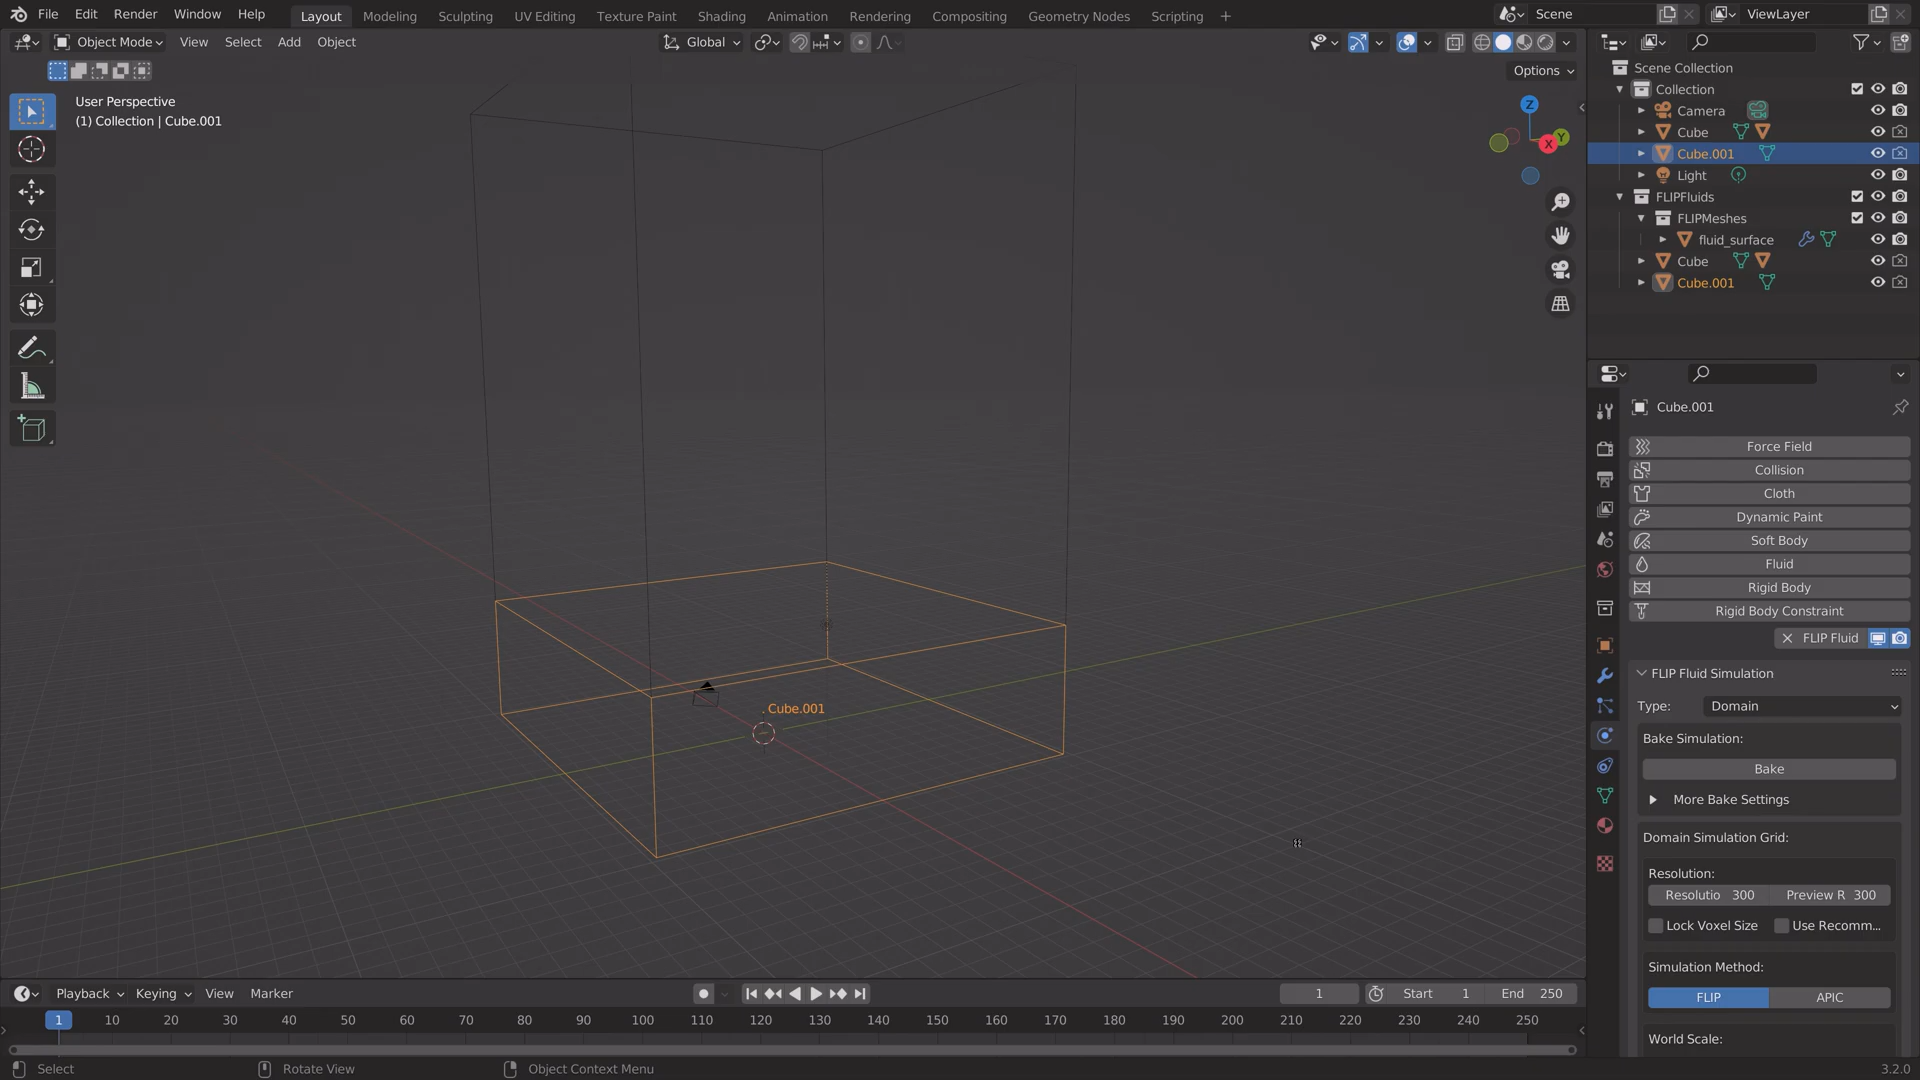 File Edit Render Window Help Layout Modeling Sculpting UV Editing Texture Paint Shading Animation Rendering Compositing Geometry Nodes Scripting + Scene ViewLayer
Object Mode View Select Add Object Global
Options
User Perspective
(1) Collection | Cube.001
Z
Y
X
Cube.001
Scene Collection
Collection
Camera
Cube
Cube.001
Light
FLIPFluids
FLIPMeshes
fluid_surface
Cube
Cube.001
Cube.001
Force Field
Collision
Cloth
Dynamic Paint
Soft Body
Fluid
Rigid Body
Rigid Body Constraint
FLIP Fluid
FLIP Fluid Simulation
Type: Domain
Bake Simulation:
Bake
More Bake Settings
Domain Simulation Grid:
Resolution:
Resolutio 300 Preview R 300
Lock Voxel Size Use Recomm...
Simulation Method:
FLIP APIC
World Scale:
Playback Keying View Marker 1 Start 1 End 250
1 10 20 30 40 50 60 70 80 90 100 110 120 130 140 150 160 170 180 190 200 210 220 230 240 250
Select Rotate View Object Context Menu 3.2.0